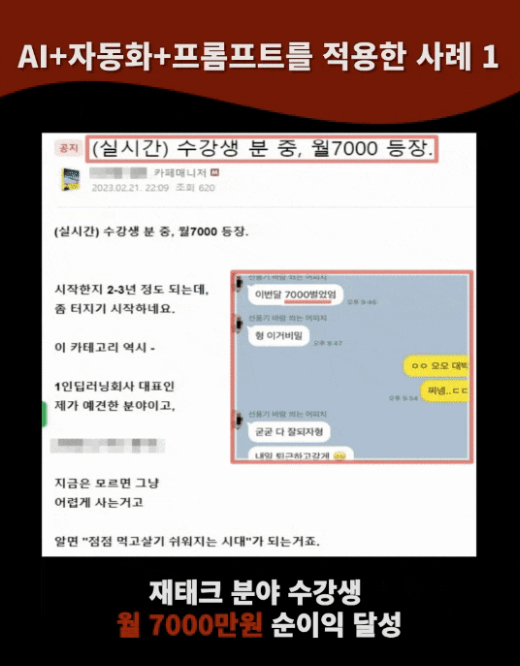 AI+자동화+프롬프트를 적용한 사례 1
공지 (실시간) 수강생 분 중, 월7000 등장.
카페매니저
2023.02.21. 22:09 조회 620
(실시간) 수강생 분 중, 월7000 등장.
시작한지 2-3년 정도 되는데,
좀 터지기 시작하네요.
이 카테고리 역시 -
1인딥러닝회사 대표인
제가 예견한 분야이고,
지금은 모르면 그냥
어렵게 사는거고
알면 "점점 먹고살기 쉬워지는 시대"가 되는거죠.
이번달 7000벌었임
오후 9:46
형 이거비밀
오후 9:47
ㅇㅇ 오오 대박
찌넴..ㄷㄷ
오후 9:54
굳굳 다 잘되자형
내일 퇴근하고갈게
재태크 분야 수강생
월 7000만원 순이익 달성